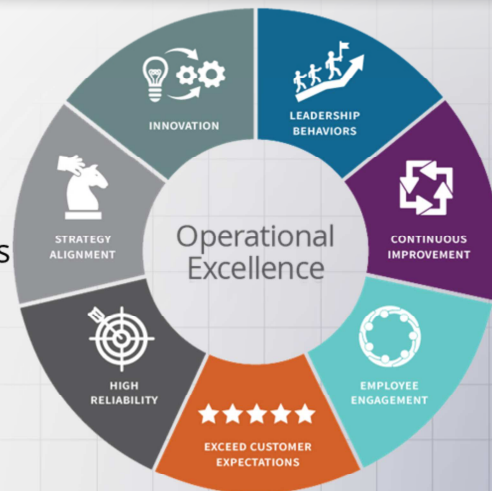 Operational
Excellence
INNOVATION
LEADERSHIP
BEHAVIORS
CONTINUOUS
IMPROVEMENT
EMPLOYEE
ENGAGEMENT
EXCEED CUSTOMER
EXPECTATIONS
HIGH
RELIABILITY
STRATEGY
ALIGNMENT
S